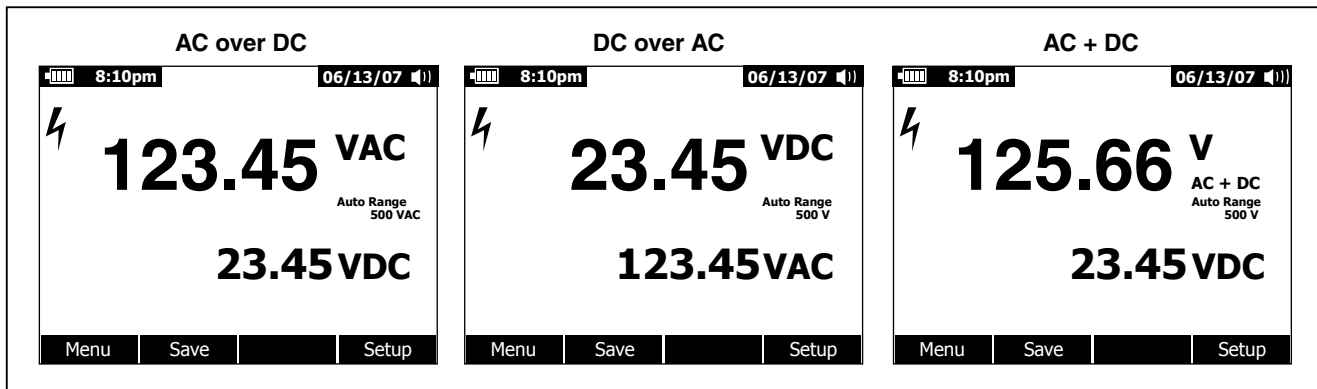 AC over DC
8:10pm 06/13/07
123.45 VAC
Auto Range
500 VAC
23.45 VDC
Menu Save Setup
DC over AC
8:10pm 06/13/07
23.45 VDC
Auto Range
500 V
123.45 VAC
Menu Save Setup
AC + DC
8:10pm 06/13/07
125.66 V
AC + DC
Auto Range
500 V
23.45 VDC
Menu Save Setup